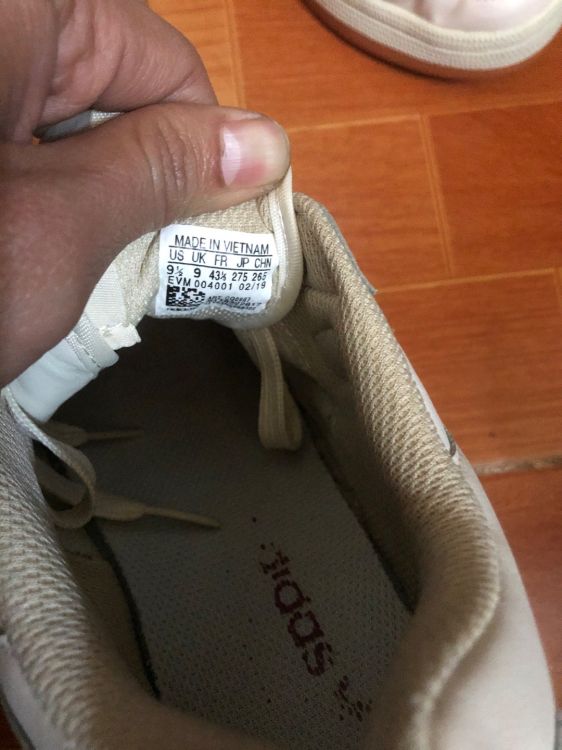 MADE IN VIETNAM
US UK FR JP CHN
9½ 9 43⅓ 275 265
EVM 004001 02/19
adidas